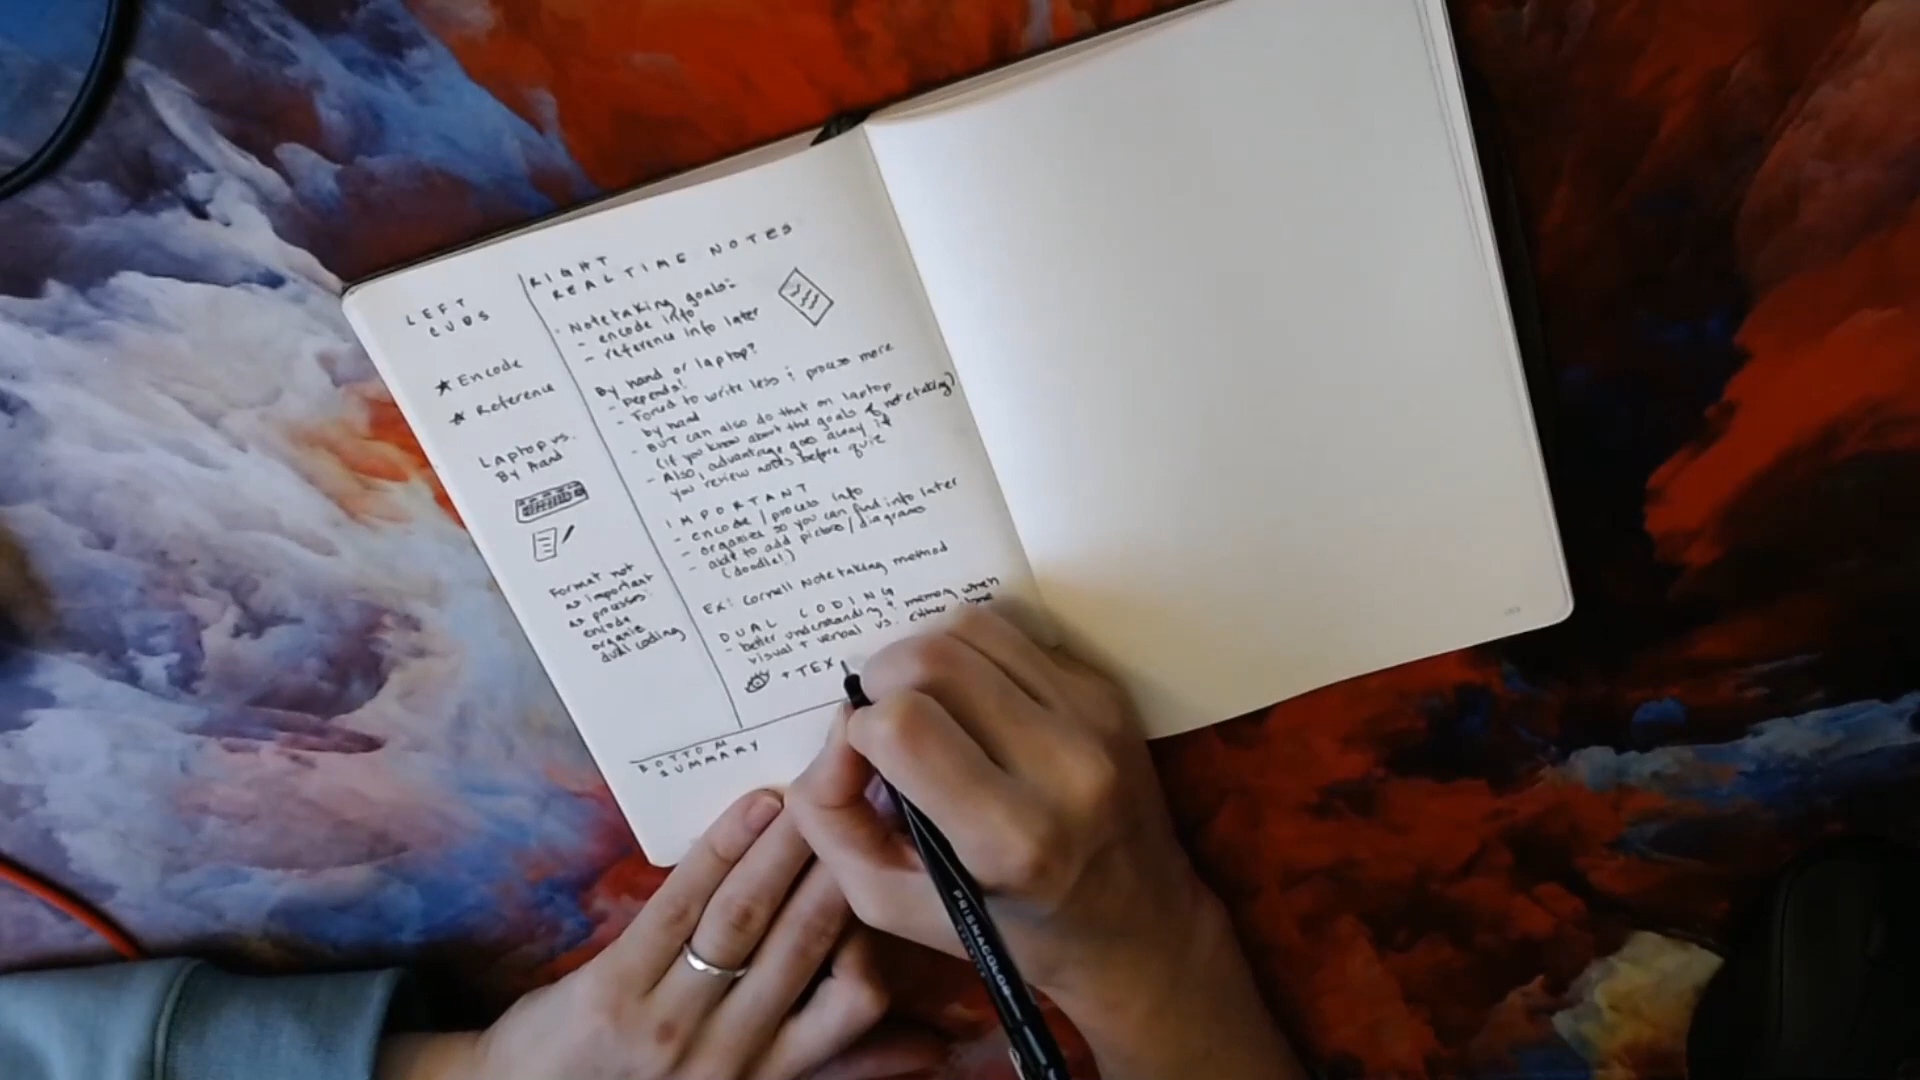 LEFT
CUES
★ Encode
★ Reference
Laptop vs.
By Hand
Format not
as important
as process:
encode
organize
dual coding
RIGHT
REALTIME NOTES
Notetaking goals:
- encode info
- reference info later
By hand or laptop?
- Depends!
- Forced to write less & process more
by hand
- BUT can also do that on laptop
(if you know about the goals of notetaking)
- Also, advantage goes away if
you review notes before quiz
IMPORTANT
- encode / process info
- organize so you can find info later
- able to add pictures/diagrams
(doodle!)
Ex: Cornell Notetaking method
DUAL CODING
- better understanding & memory when
visual + verbal vs. either
+ TEX
BOTTOM
SUMMARY
PRISMACOLOR